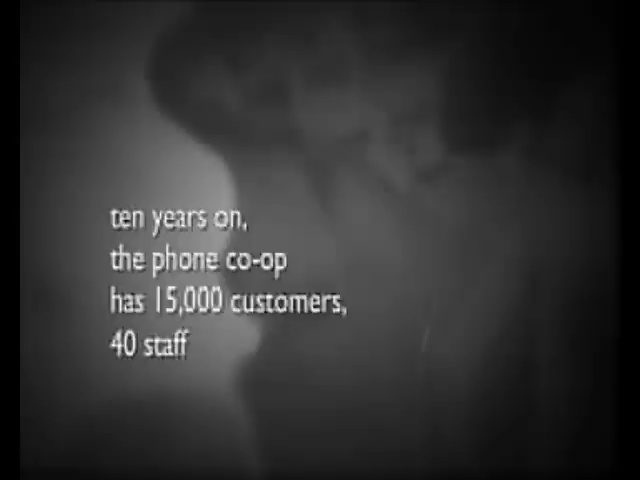 ten years on,
the phone co-op
has 15,000 customers,
40 staff